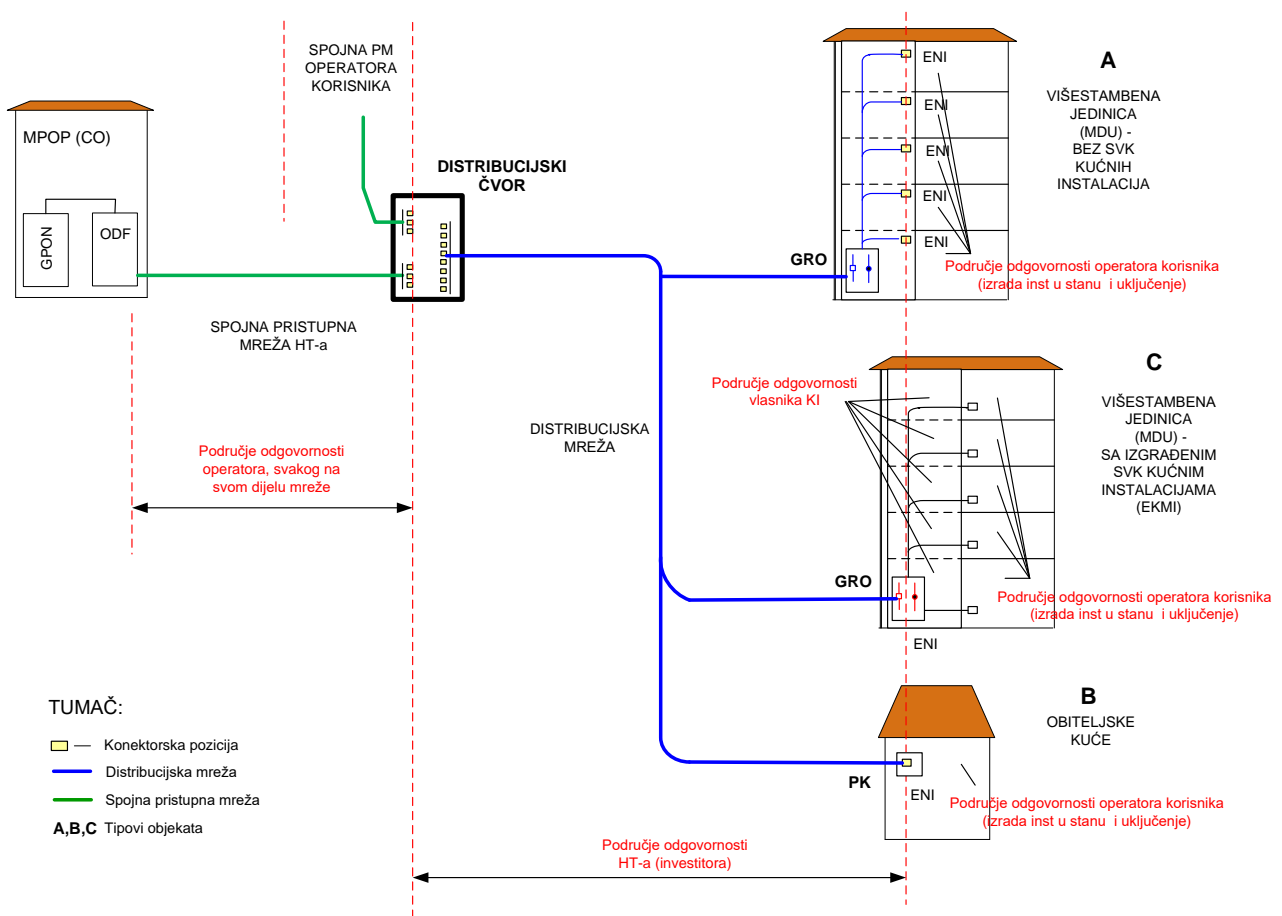 SPOJNA PM
OPERATORA
KORISNIKA
MPOP (CO)
GPON
ODF
DISTRIBUCIJSKI
ČVOR
SPOJNA PRISTUPNA
MREŽA HT-a
Područje odgovornosti
operatora, svakog na
svom dijelu mreže
DISTRIBUCIJSKA
MREŽA
ENI
ENI
ENI
ENI
ENI
GRO
A
VIŠESTAMBENA
JEDINICA
(MDU) -
BEZ SVK
KUĆNIH
INSTALACIJA
Područje odgovornosti operatora korisnika
(izrada inst u stanu i uključenje)
Područje odgovornosti
vlasnika KI
C
VIŠESTAMBENA
JEDINICA
(MDU) -
SA IZGRAĐENIM
SVK KUĆNIM
INSTALACIJAMA
(EKMI)
GRO
ENI
Područje odgovornosti operatora korisnika
(izrada inst u stanu i uključenje)
B
OBITELJSKE
KUĆE
PK
ENI
Područje odgovornosti operatora korisnika
(izrada inst u stanu i uključenje)
Područje odgovornosti
HT-a (investitora)
TUMAČ:
Konektorska pozicija
Distribucijska mreža
Spojna pristupna mreža
A,B,C Tipovi objekata